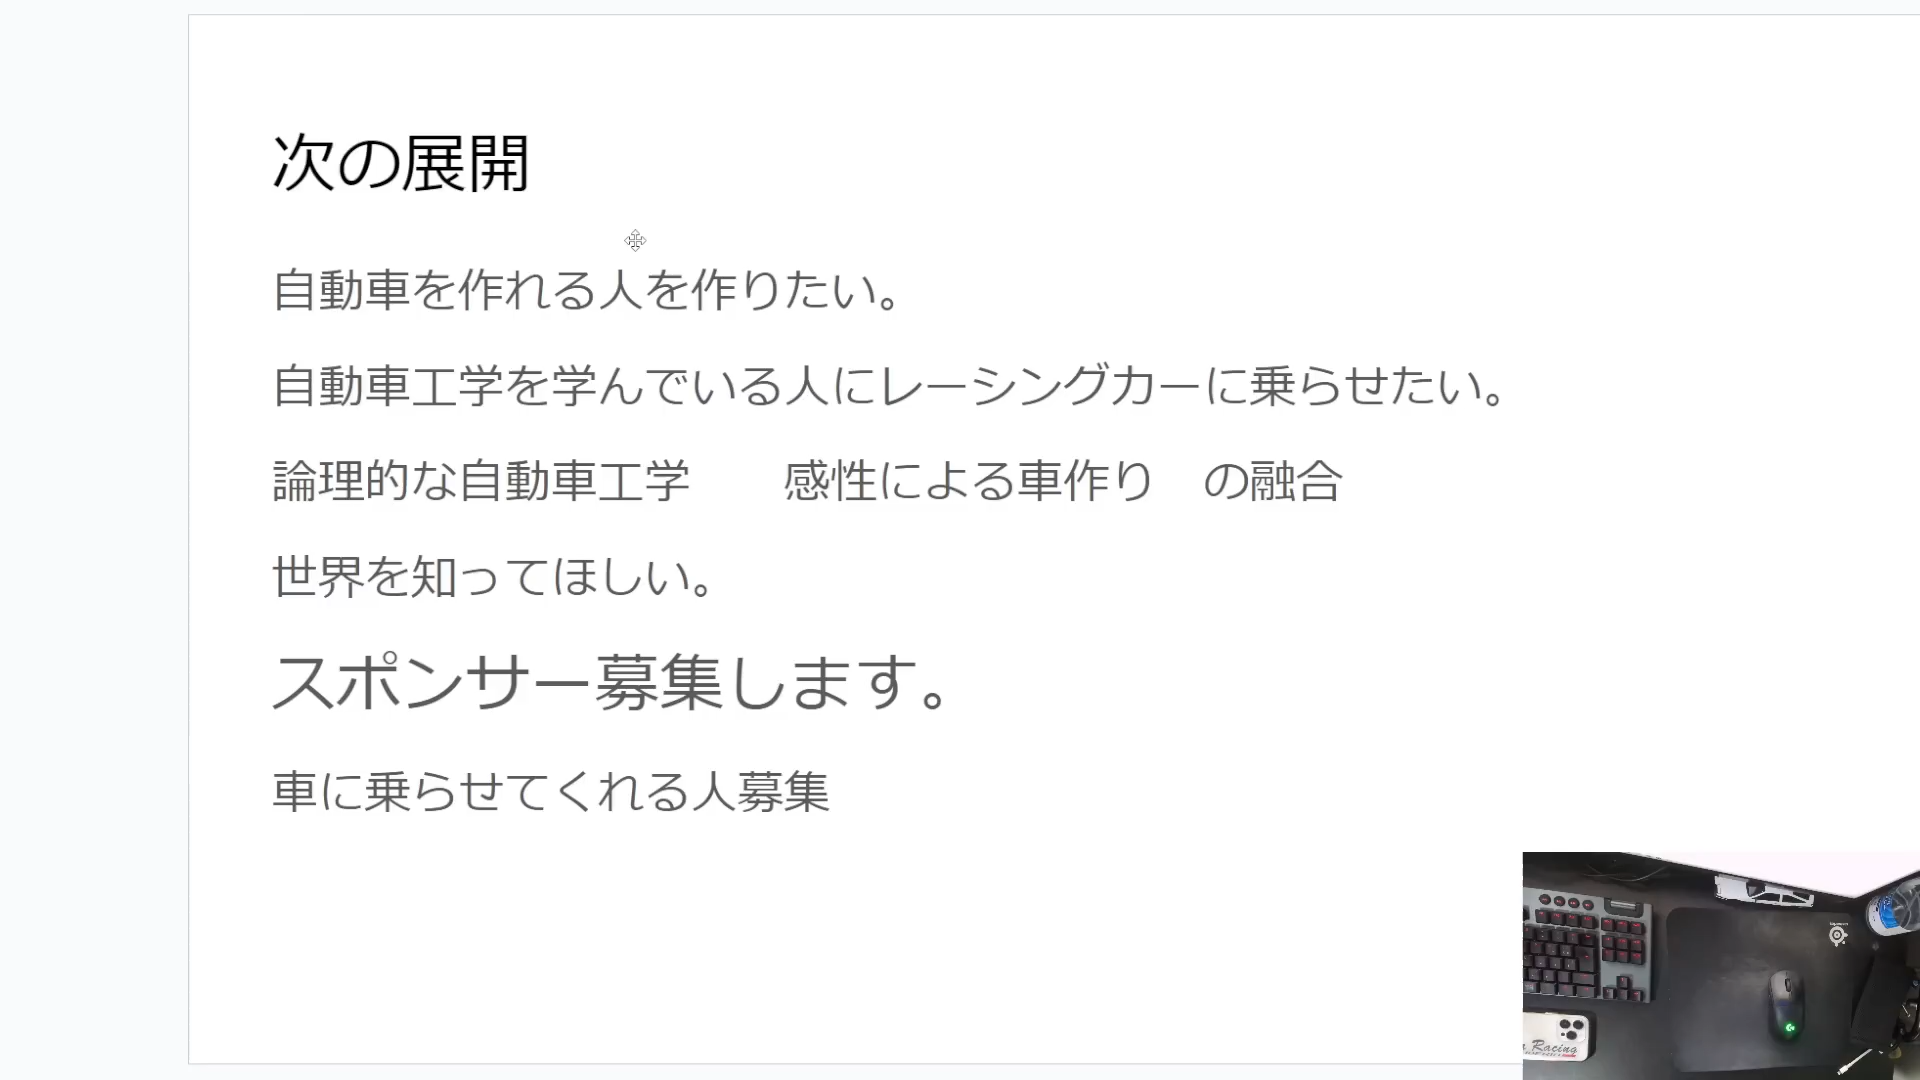 次の展開
自動車を作れる人を作りたい。
自動車工学を学んでいる人にレーシングカーに乗らせたい。
論理的な自動車工学　　感性による車作り　の融合
世界を知ってほしい。
スポンサー募集します。
車に乗らせてくれる人募集
Racing